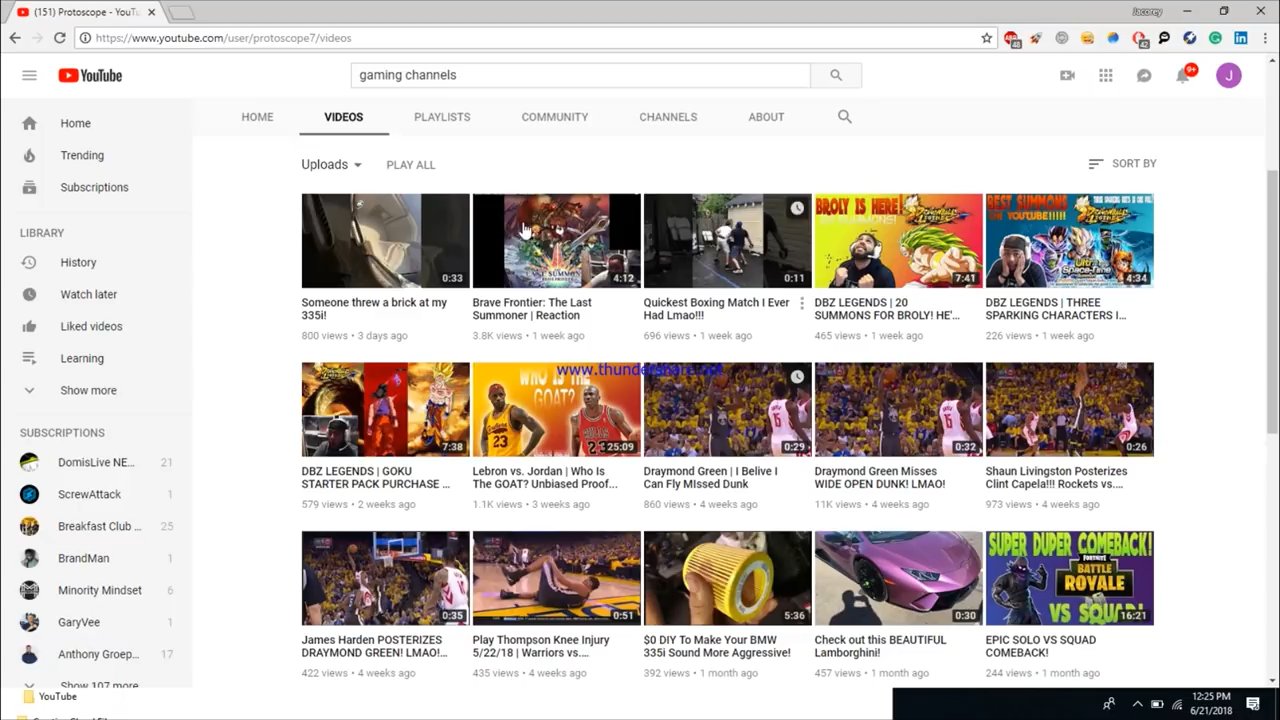 (151) Protoscope - YouTu
Jacorey
https://www.youtube.com/user/protoscope7/videos
48
42
YouTube
gaming channels
9+
J
HOME
VIDEOS
PLAYLISTS
COMMUNITY
CHANNELS
ABOUT
Home
Trending
Subscriptions
LIBRARY
History
Watch later
Liked videos
Learning
Show more
SUBSCRIPTIONS
DomisLive NE... 21
ScrewAttack 1
Breakfast Club ... 25
BrandMan 1
Minority Mindset 6
GaryVee 1
Anthony Groep... 17
Show 107 more
YouTube
Uploads
PLAY ALL
SORT BY
0:33
Someone threw a brick at my
335i!
800 views • 3 days ago
4:12
Brave Frontier: The Last
Summoner | Reaction
3.8K views • 1 week ago
0:11
Quickest Boxing Match I Ever
Had Lmao!!!
696 views • 1 week ago
BROLY IS HERE!
7:41
DBZ LEGENDS | 20
SUMMONS FOR BROLY! HE'...
465 views • 1 week ago
BEST SUMMONS
ON YOUTUBE!!!!
4:34
DBZ LEGENDS | THREE
SPARKING CHARACTERS I...
226 views • 1 week ago
www.thundershare.net
7:38
DBZ LEGENDS | GOKU
STARTER PACK PURCHASE ...
579 views • 2 weeks ago
WHO IS THE
GOAT?
25:09
Lebron vs. Jordan | Who Is
The GOAT? Unbiased Proof...
1.1K views • 3 weeks ago
0:29
Draymond Green | I Belive I
Can Fly MIssed Dunk
860 views • 4 weeks ago
0:32
Draymond Green Misses
WIDE OPEN DUNK! LMAO!
11K views • 4 weeks ago
0:26
Shaun Livingston Posterizes
Clint Capela!!! Rockets vs....
973 views • 4 weeks ago
0:35
James Harden POSTERIZES
DRAYMOND GREEN! LMAO!...
422 views • 4 weeks ago
0:51
Play Thompson Knee Injury
5/22/18 | Warriors vs....
435 views • 4 weeks ago
5:36
$0 DIY To Make Your BMW
335i Sound More Aggressive!
392 views • 1 month ago
0:30
Check out this BEAUTIFUL
Lamborghini!
457 views • 1 month ago
SUPER DUPER COMEBACK!
FORTNITE
BATTLE
ROYALE
VS SQUAD
16:21
EPIC SOLO VS SQUAD
COMEBACK!
244 views • 1 month ago
12:25 PM
6/21/2018